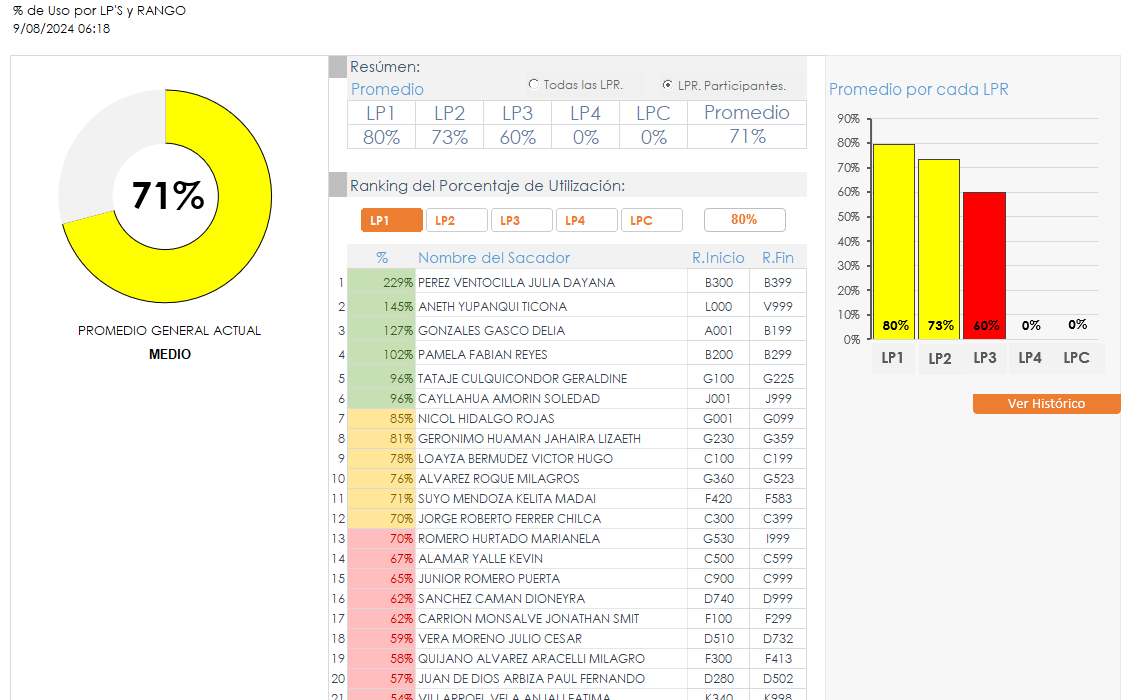 % de Uso por LP'S y RANGO
9/08/2024 06:18
71%
PROMEDIO GENERAL ACTUAL
MEDIO
Resúmen:
Promedio
Todas las LPR.
LPR. Participantes.
LP1 LP2 LP3 LP4 LPC Promedio
80% 73% 60% 0% 0% 71%
Ranking del Porcentaje de Utilización:
LP1 LP2 LP3 LP4 LPC 80%
% Nombre del Sacador R.Inicio R.Fin
1 229% PEREZ VENTOCILLA JULIA DAYANA B300 B399
2 145% ANETH YUPANQUI TICONA L000 V999
3 127% GONZALES GASCO DELIA A001 B199
4 102% PAMELA FABIAN REYES B200 B299
5 96% TATAJE CULQUICONDOR GERALDINE G100 G225
6 96% CAYLLAHUA AMORIN SOLEDAD J001 J999
7 85% NICOL HIDALGO ROJAS G001 G099
8 81% GERONIMO HUAMAN JAHAIRA LIZAETH G230 G359
9 78% LOAYZA BERMUDEZ VICTOR HUGO C100 C199
10 76% ALVAREZ ROQUE MILAGROS G360 G523
11 71% SUYO MENDOZA KELITA MADAI F420 F583
12 70% JORGE ROBERTO FERRER CHILCA C300 C399
13 70% ROMERO HURTADO MARIANELA G530 I999
14 67% ALAMAR YALLE KEVIN C500 C599
15 65% JUNIOR ROMERO PUERTA C900 C999
16 62% SANCHEZ CAMAN DIONEYRA D740 D999
17 62% CARRION MONSALVE JONATHAN SMIT F100 F299
18 59% VERA MORENO JULIO CESAR D510 D732
19 58% QUIJANO ALVAREZ ARACELLI MILAGRO F300 F413
20 57% JUAN DE DIOS ARBIZA PAUL FERNANDO D280 D502
21 54% VILLARROEL VELA ANJALI FATIMA K340 K998
Promedio por cada LPR
90%
80%
70%
60%
50%
40%
30%
20%
10%
0%
80% 73% 60% 0% 0%
LP1 LP2 LP3 LP4 LPC
Ver Histórico